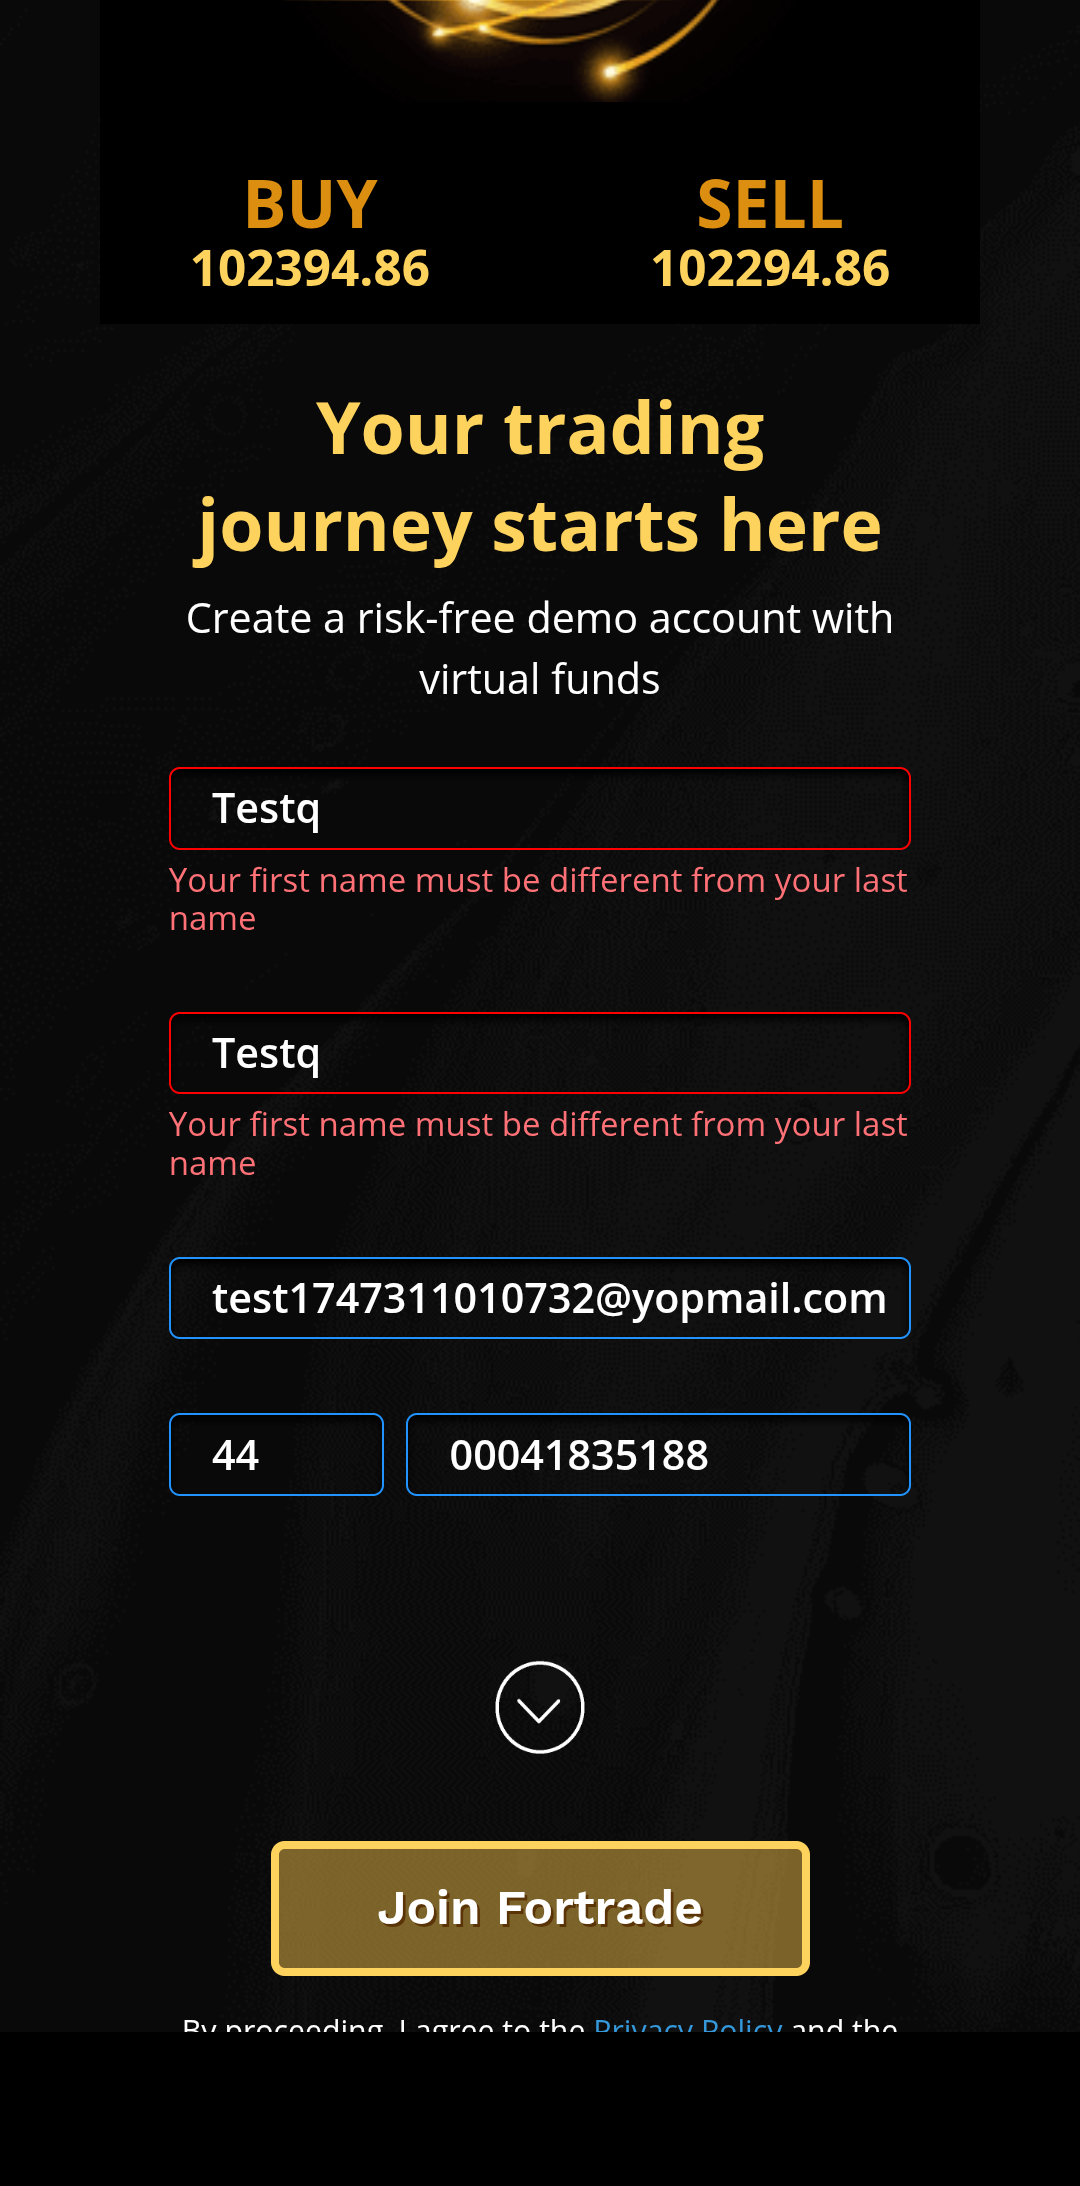 BUY
SELL
102394.86
102294.86
Your trading
journey starts here
Create a risk-free demo account with
virtual funds
Testq
Your first name must be different from your last
name
Testq
Your first name must be different from your last
name
test1747311010732@yopmail.com
44
00041835188
Join Fortrade
By proceeding, I agree to the Privacy Policy and the